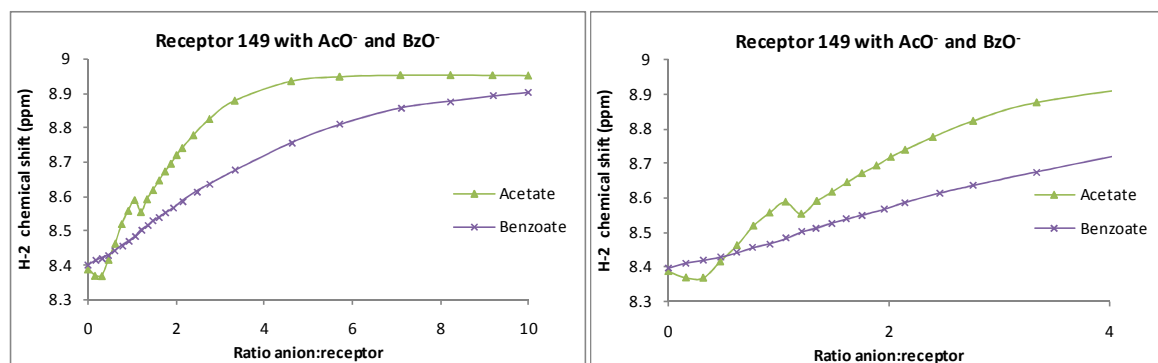 Receptor 149 with AcO⁻ and BzO⁻
9
8.9
8.8
8.7
8.6
8.5
8.4
8.3
H-2 chemical shift (ppm)
Acetate
Benzoate
0
2
4
6
8
10
Ratio anion:receptor
Receptor 149 with AcO⁻ and BzO⁻
9
8.9
8.8
8.7
8.6
8.5
8.4
8.3
H-2 chemical shift (ppm)
Acetate
Benzoate
0
2
4
Ratio anion:receptor